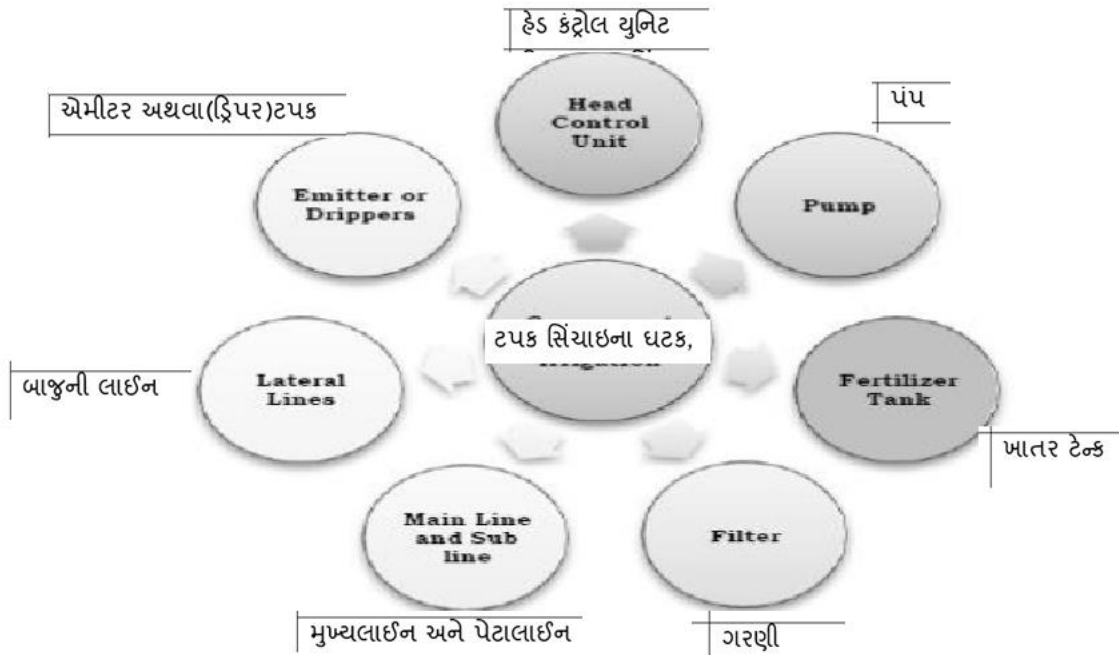 હેડ કંટ્રોલ યુનિટ
Head
Control
Unit
પંપ
Pump
Fertilizer
Tank
ખાતર ટેન્ક
Filter
ગરણી
Main Line
and Sub
line
મુખ્યલાઈન અને પેટાલાઈન
Lateral
Lines
બાજુની લાઈન
એમીટર અથવા(ડ્રિપર)ટપક
Emitter or
Drippers
ટપક સિંચાઇના ઘટક,